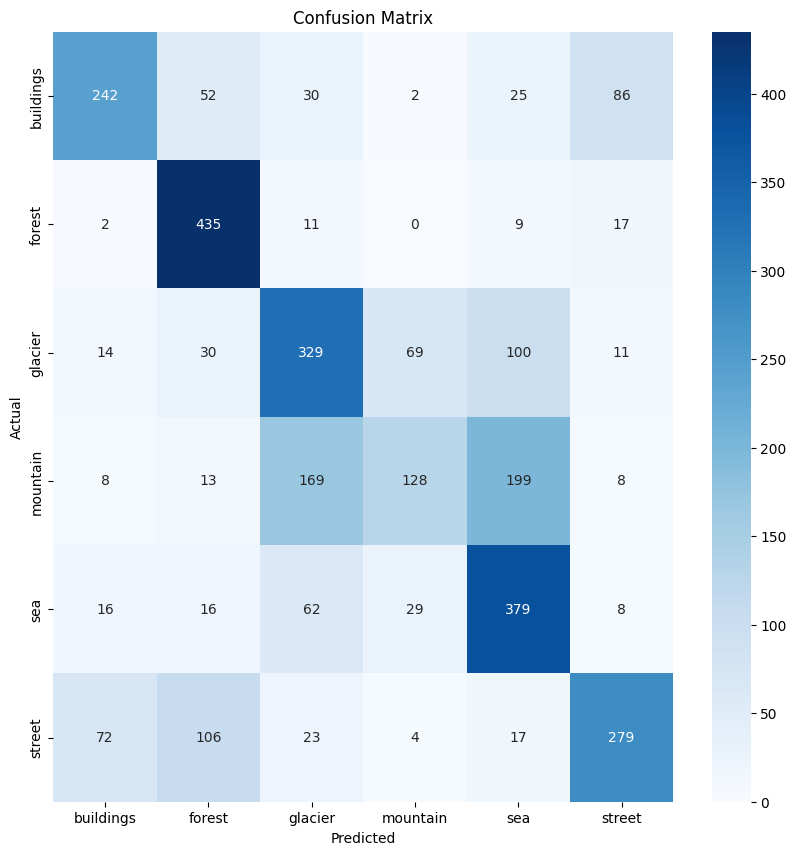 Confusion Matrix
Actual
buildings 242 52 30 2 25 86
forest 2 435 11 0 9 17
glacier 14 30 329 69 100 11
mountain 8 13 169 128 199 8
sea 16 16 62 29 379 8
street 72 106 23 4 17 279
buildings forest glacier mountain sea street
Predicted
400
350
300
250
200
150
100
50
0